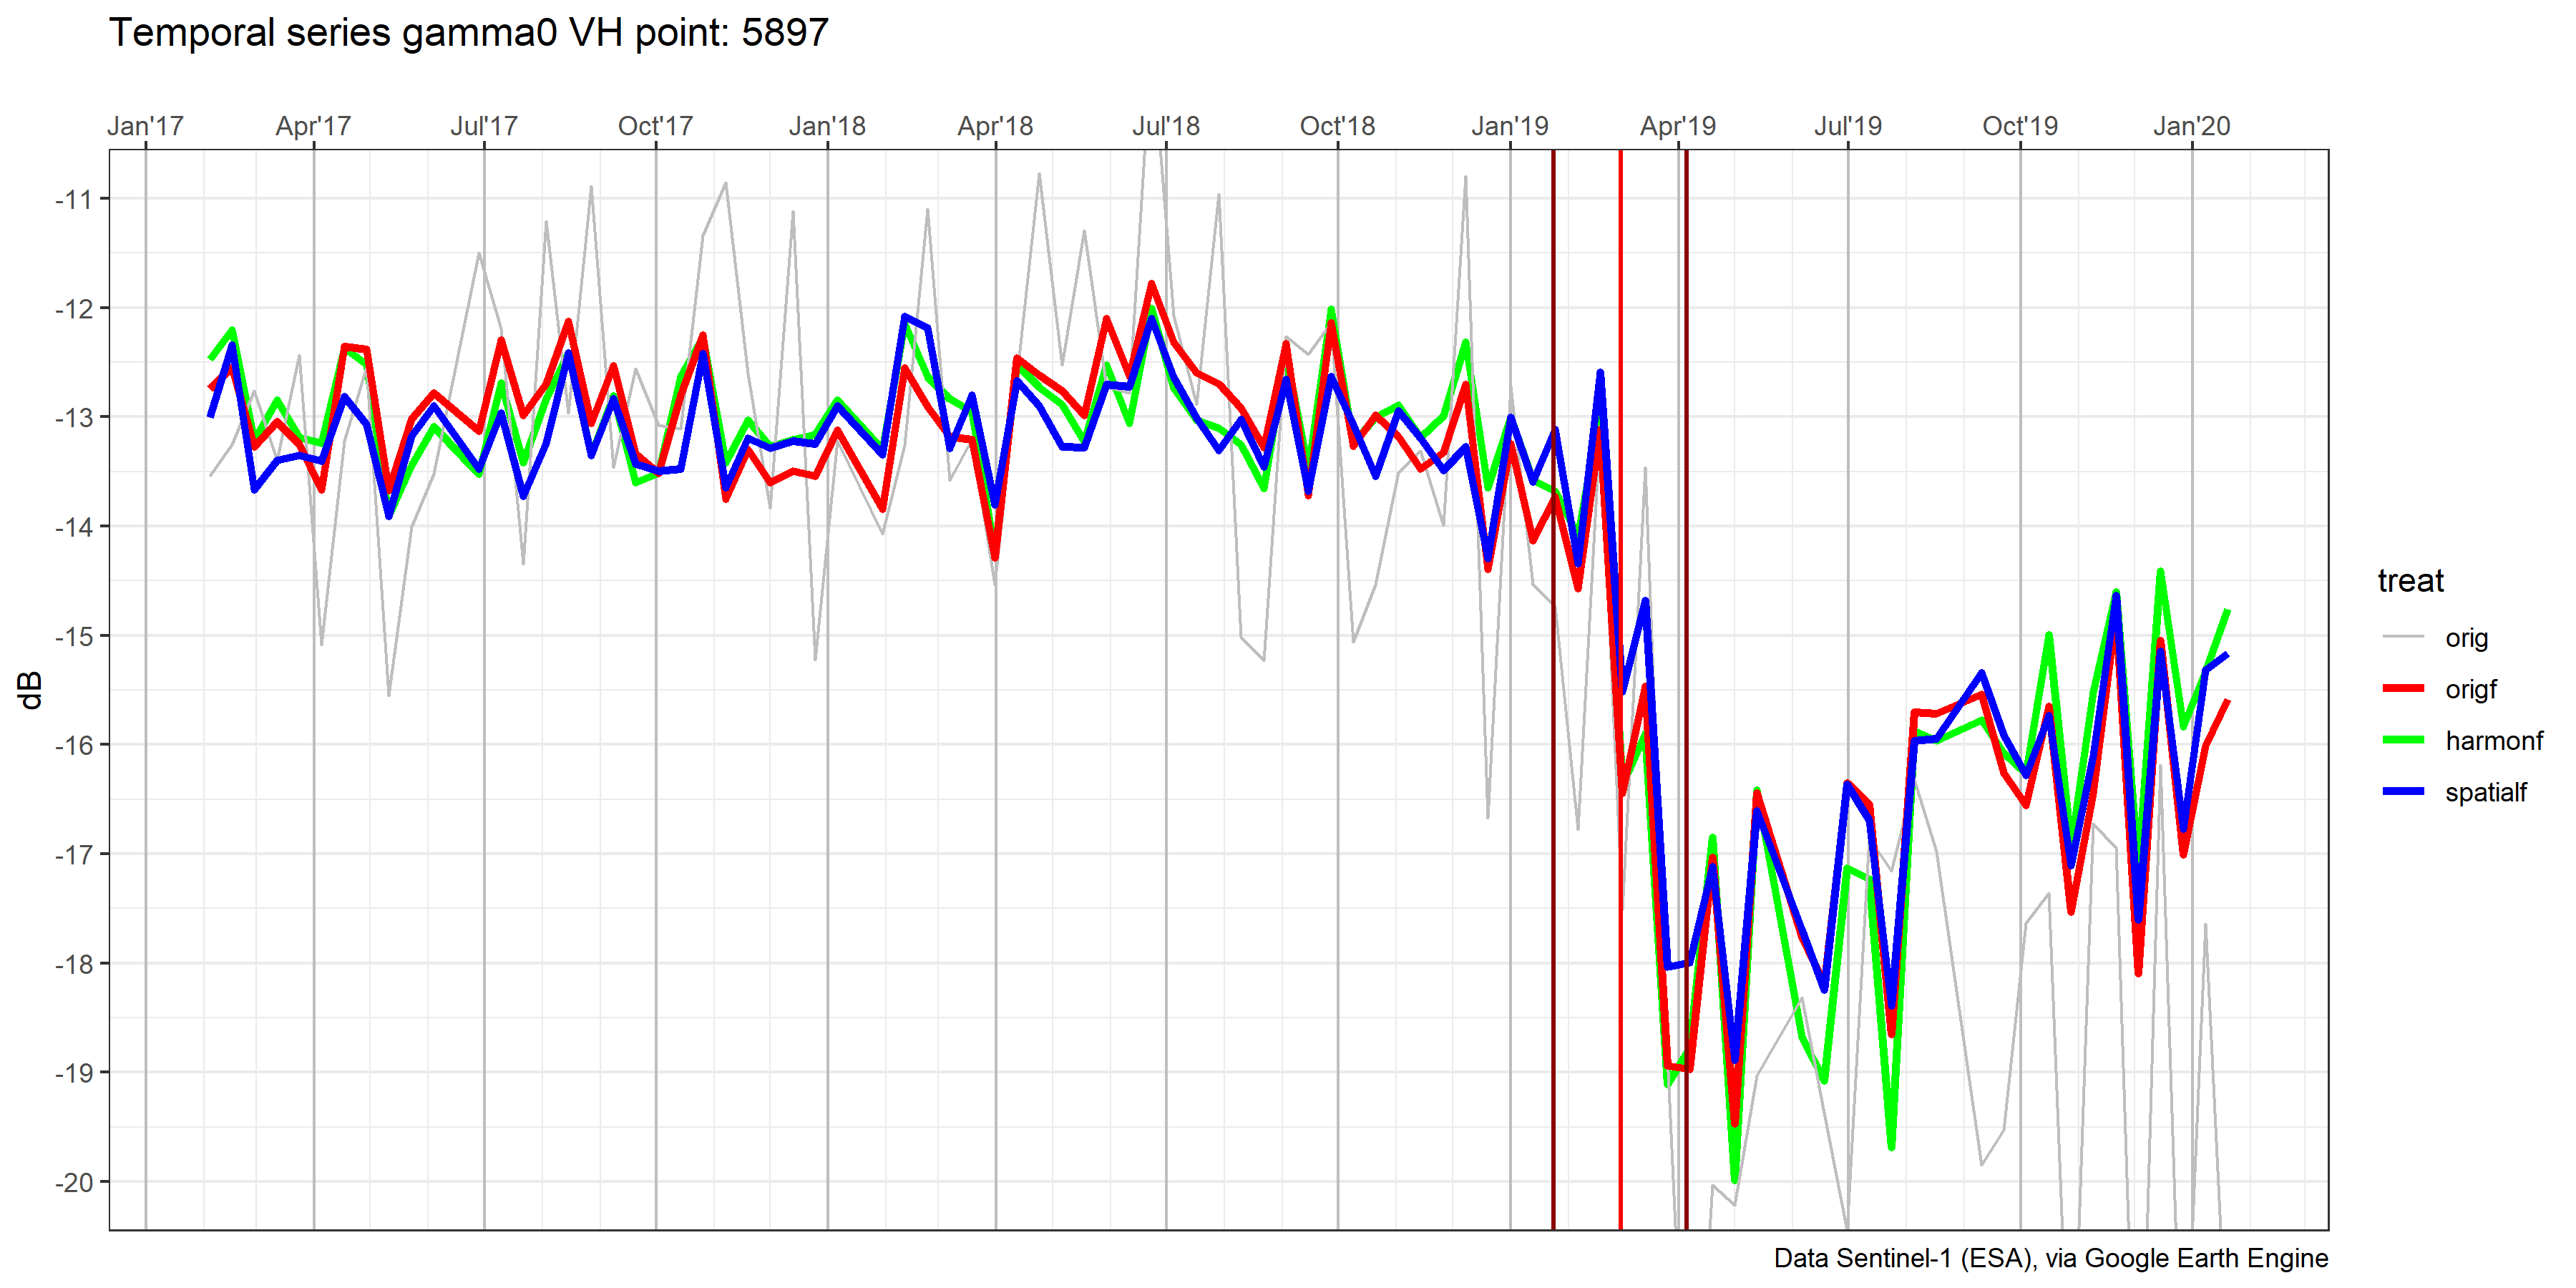 Temporal series gamma0 VH point: 5897
Jan'17 Apr'17 Jul'17 Oct'17 Jan'18 Apr'18 Jul'18 Oct'18 Jan'19 Apr'19 Jul'19 Oct'19 Jan'20
-11
-12
-13
-14
-15
-16
-17
-18
-19
-20
dB
treat
orig
origf
harmonf
spatialf
Data Sentinel-1 (ESA), via Google Earth Engine